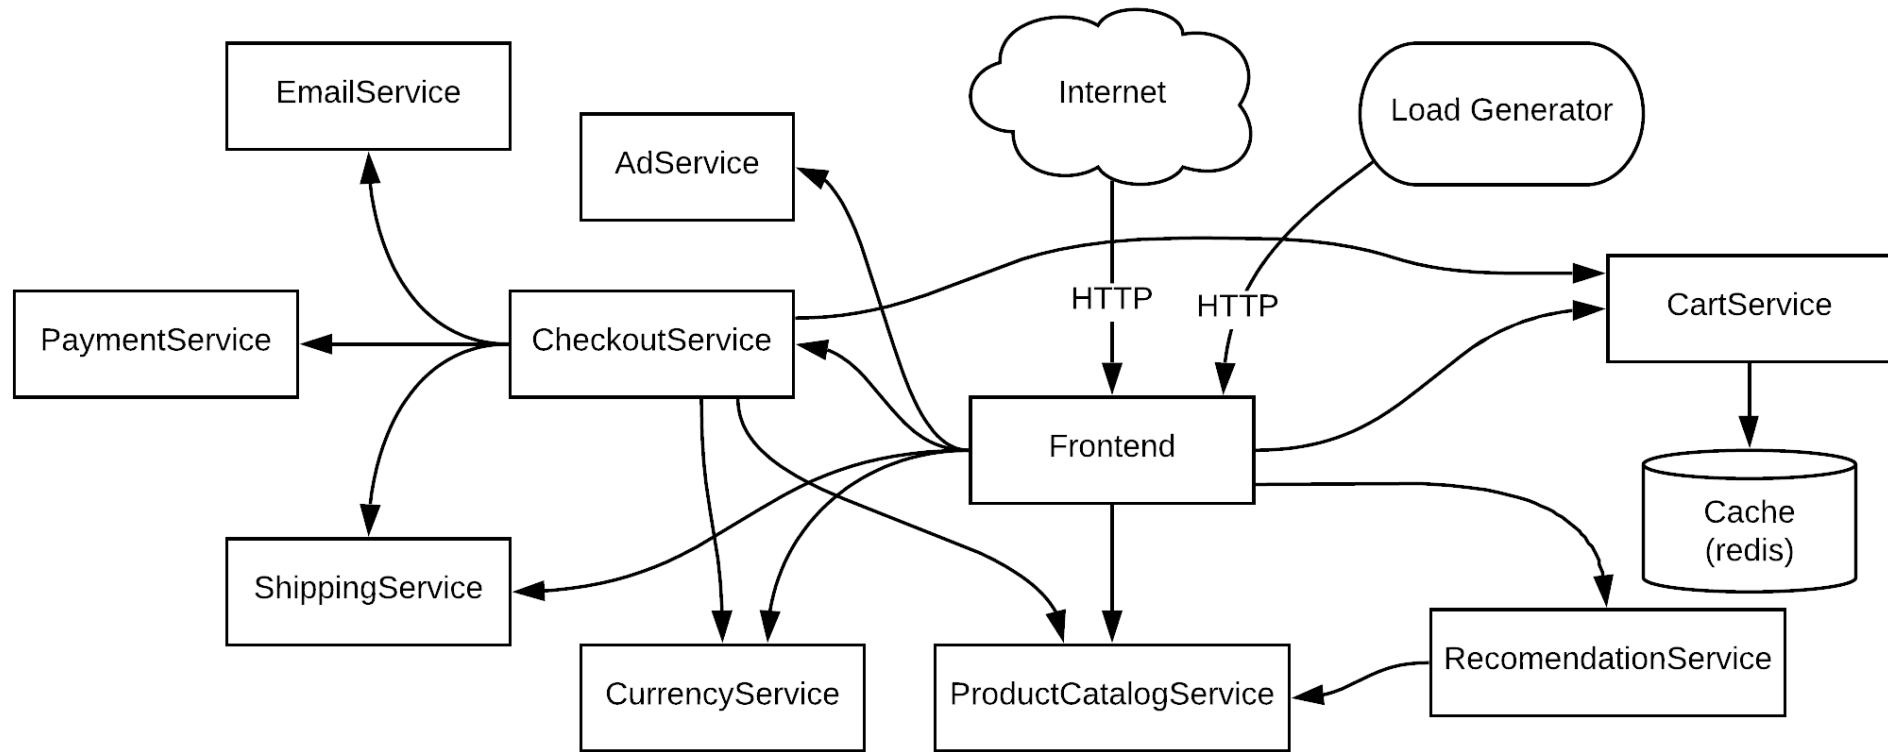 EmailService
Internet
Load Generator
AdService
HTTP
HTTP
CartService
PaymentService
CheckoutService
Frontend
Cache
(redis)
ShippingService
CurrencyService
ProductCatalogService
RecomendationService